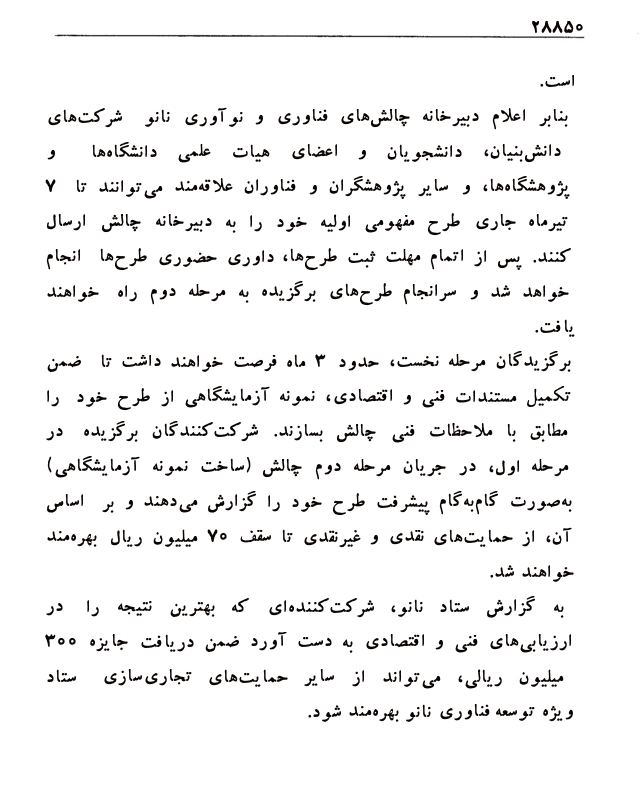 ۲۸۸۵۰
است.
بنابر اعلام دبیرخانه چالش‌های فناوری و نوآوری نانو شرکت‌های
دانش‌بنیان، دانشجویان و اعضای هیات علمی دانشگاه‌ها و
پژوهشگاه‌ها، و سایر پژوهشگران و فناوران علاقه‌مند می‌توانند تا ۷
تیرماه جاری طرح مفهومی اولیه خود را به دبیرخانه چالش ارسال
کنند. پس از اتمام مهلت ثبت طرح‌ها، داوری حضوری طرح‌ها انجام
خواهد شد و سرانجام طرح‌های برگزیده به مرحله دوم راه خواهند
یافت.
برگزیدگان مرحله نخست، حدود ۳ ماه فرصت خواهند داشت تا ضمن
تکمیل مستندات فنی و اقتصادی، نمونه آزمایشگاهی از طرح خود را
مطابق با ملاحظات فنی چالش بسازند. شرکت‌کنندگان برگزیده در
مرحله اول، در جریان مرحله دوم چالش (ساخت نمونه آزمایشگاهی)
به‌صورت گام‌به‌گام پیشرفت طرح خود را گزارش می‌دهند و بر اساس
آن، از حمایت‌های نقدی و غیرنقدی تا سقف ۷۰ میلیون ریال بهره‌مند
خواهند شد.
به گزارش ستاد نانو، شرکت‌کننده‌ای که بهترین نتیجه را در
ارزیابی‌های فنی و اقتصادی به دست آورد ضمن دریافت جایزه ۳۰۰
میلیون ریالی، می‌تواند از سایر حمایت‌های تجاری‌سازی ستاد
ویژه توسعه فناوری نانو بهره‌مند شود.